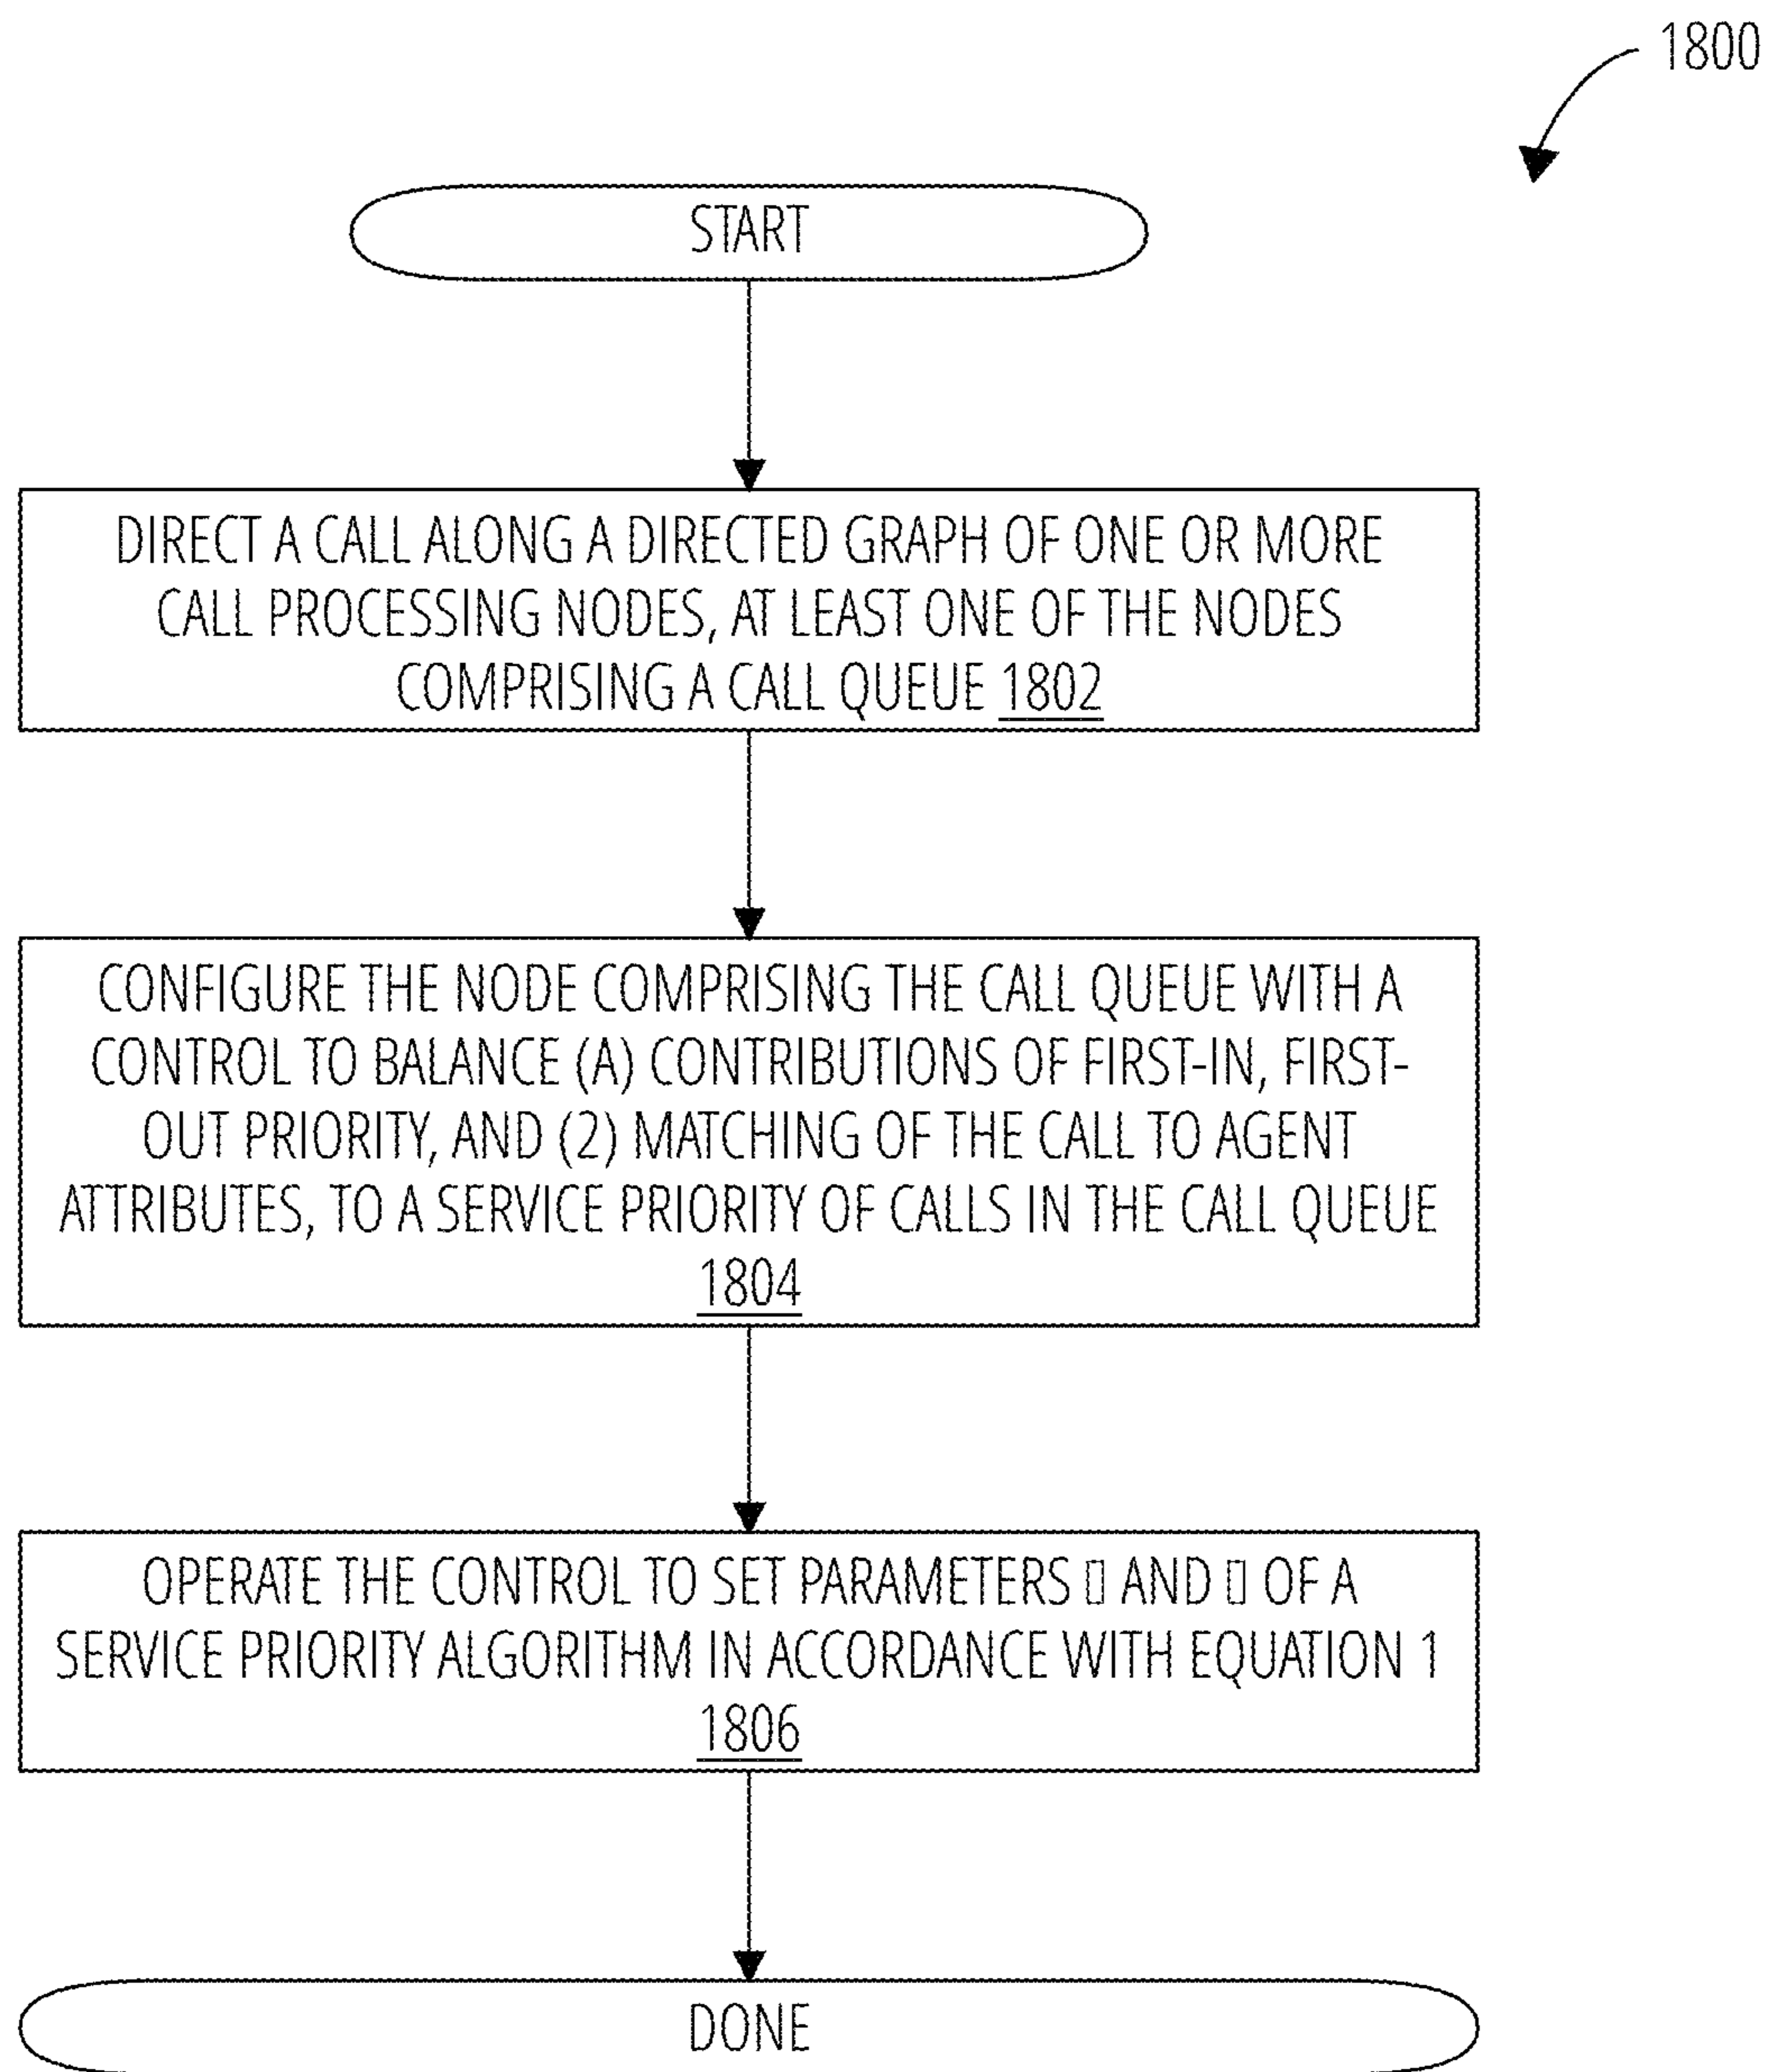 1800
START
DIRECT A CALL ALONG A DIRECTED GRAPH OF ONE OR MORE
CALL PROCESSING NODES, AT LEAST ONE OF THE NODES
COMPRISING A CALL QUEUE 1802
CONFIGURE THE NODE COMPRISING THE CALL QUEUE WITH A
CONTROL TO BALANCE (A) CONTRIBUTIONS OF FIRST-IN, FIRST-
OUT PRIORITY, AND (2) MATCHING OF THE CALL TO AGENT
ATTRIBUTES, TO A SERVICE PRIORITY OF CALLS IN THE CALL QUEUE
1804
OPERATE THE CONTROL TO SET PARAMETERS ▯ AND ▯ OF A
SERVICE PRIORITY ALGORITHM IN ACCORDANCE WITH EQUATION 1
1806
DONE